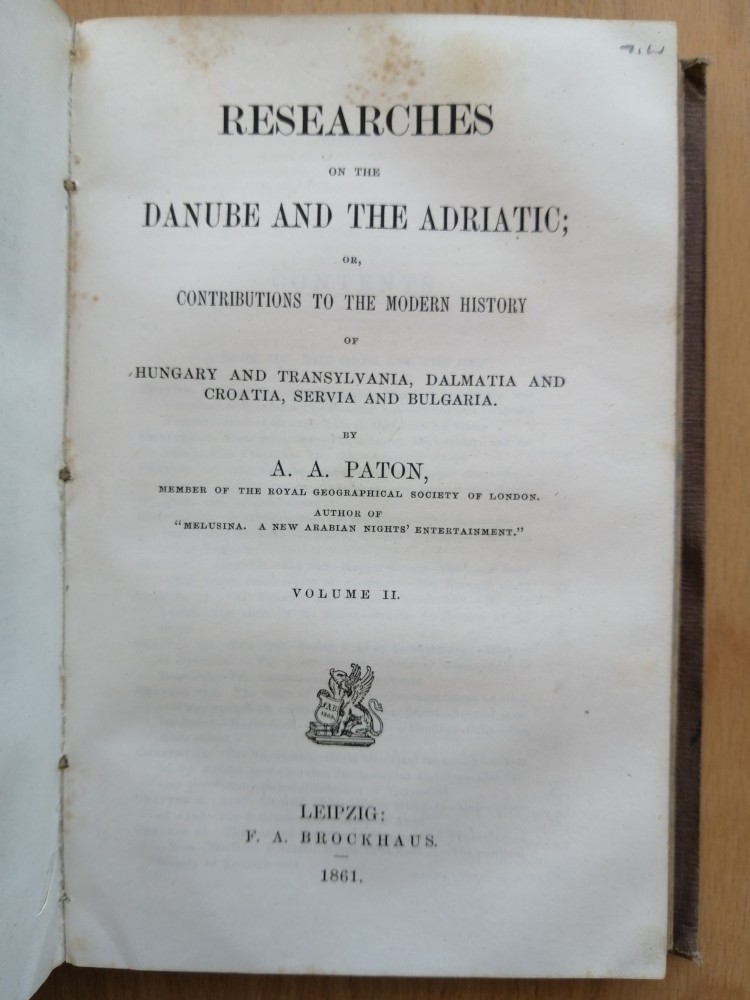 RESEARCHES
ON THE
DANUBE AND THE ADRIATIC;
OR,
CONTRIBUTIONS TO THE MODERN HISTORY
OF
HUNGARY AND TRANSYLVANIA, DALMATIA AND
CROATIA, SERVIA AND BULGARIA.
BY
A. A. PATON,
MEMBER OF THE ROYAL GEOGRAPHICAL SOCIETY OF LONDON.
AUTHOR OF
"MELUSINA. A NEW ARABIAN NIGHTS' ENTERTAINMENT."
VOLUME II.
LEIPZIG:
F. A. BROCKHAUS.
1861.